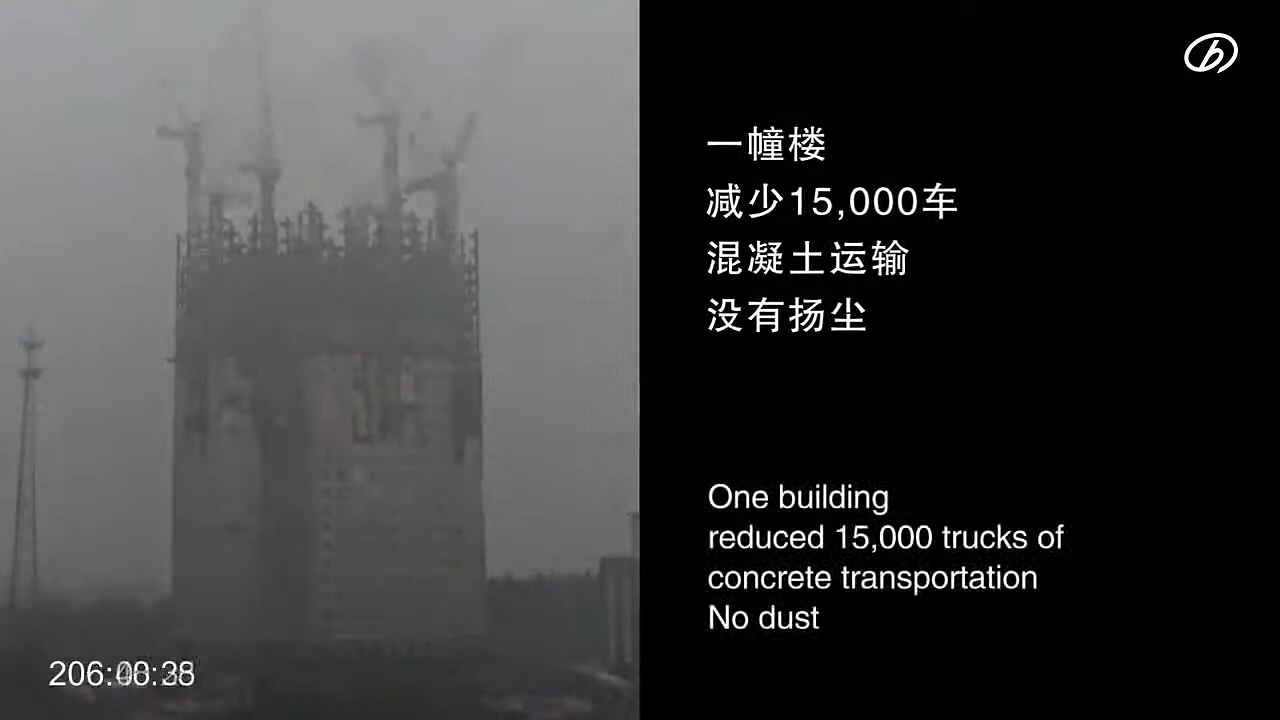 一幢楼
减少15,000车
混凝土运输
没有扬尘
One building
reduced 15,000 trucks of
concrete transportation
No dust